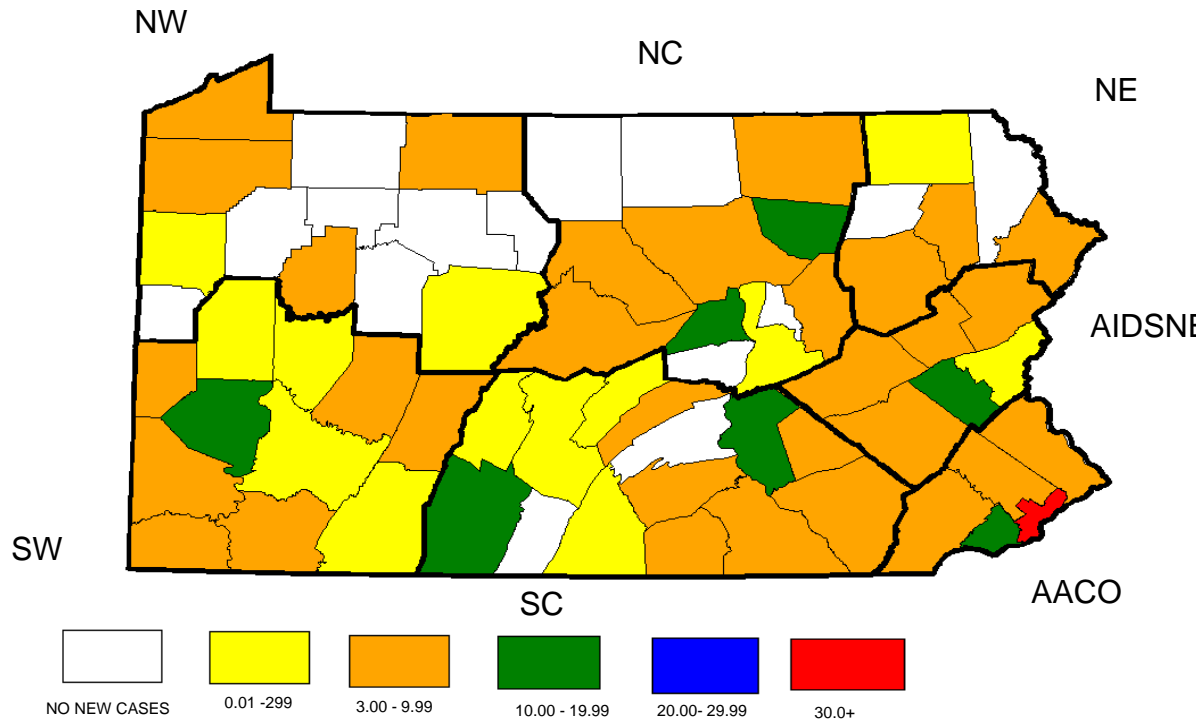 NW
NC
NE
AIDSNE
SW
AACO
SC
NO NEW CASES
0.01 -299
3.00 - 9.99
10.00 - 19.99
20.00- 29.99
30.0+